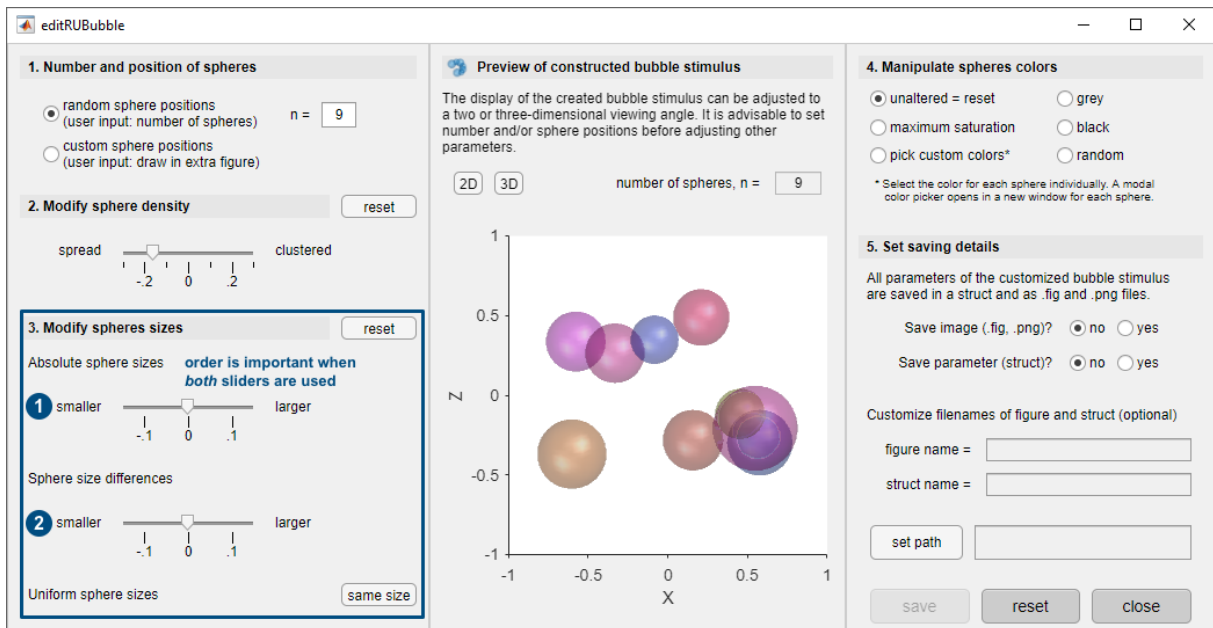 editRUBubble
1. Number and position of spheres
random sphere positions
(user input: number of spheres)
n = 9
custom sphere positions
(user input: draw in extra figure)
2. Modify sphere density
reset
spread
clustered
-.2 0 .2
3. Modify spheres sizes
reset
Absolute sphere sizes
order is important when
both sliders are used
1 smaller
larger
-.1 0 .1
Sphere size differences
2 smaller
larger
-.1 0 .1
Uniform sphere sizes
same size
Preview of constructed bubble stimulus
The display of the created bubble stimulus can be adjusted to
a two or three-dimensional viewing angle. It is advisable to set
number and/or sphere positions before adjusting other
parameters.
2D 3D
number of spheres, n = 9
1
0.5
0
-0.5
-1
Z
-1 -0.5 0 0.5 1
X
4. Manipulate spheres colors
unaltered = reset
grey
maximum saturation
black
pick custom colors*
random
* Select the color for each sphere individually. A modal
color picker opens in a new window for each sphere.
5. Set saving details
All parameters of the customized bubble stimulus
are saved in a struct and as .fig and .png files.
Save image (.fig, .png)? no yes
Save parameter (struct)? no yes
Customize filenames of figure and struct (optional)
figure name =
struct name =
set path
save reset close